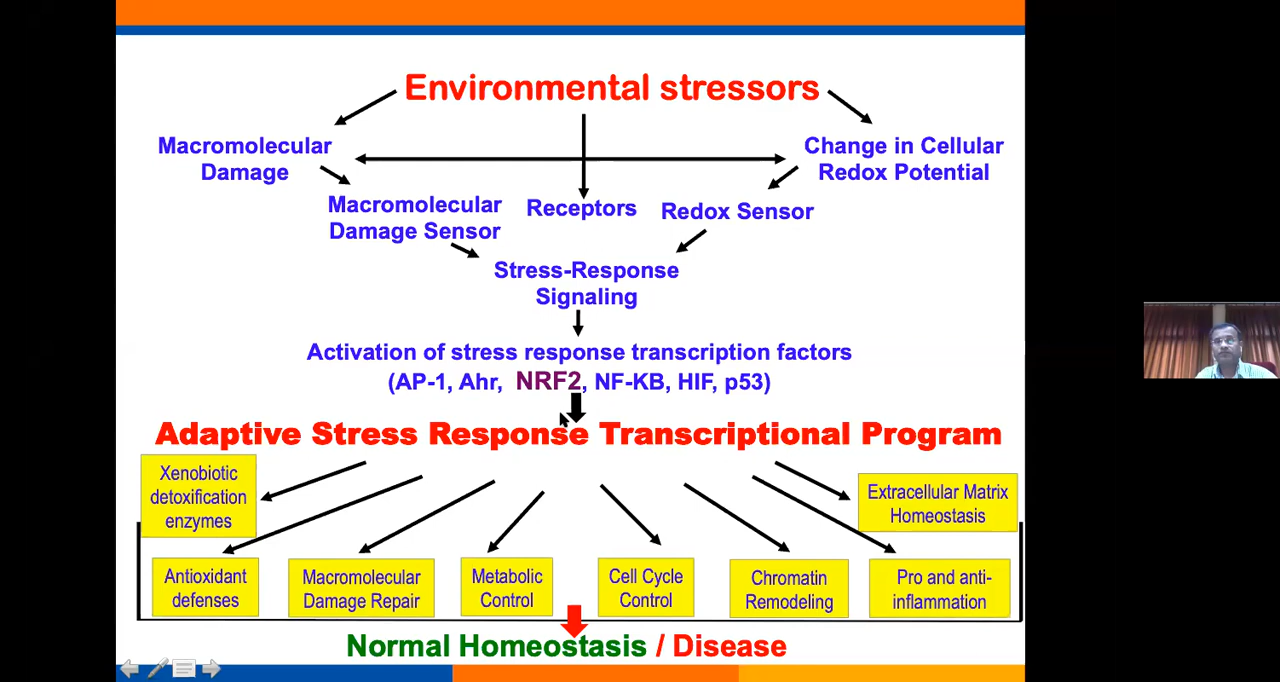 Environmental stressors
Macromolecular
Damage
Change in Cellular
Redox Potential
Macromolecular
Damage Sensor
Receptors
Redox Sensor
Stress-Response
Signaling
Activation of stress response transcription factors
(AP-1, Ahr, NRF2, NF-KB, HIF, p53)
Adaptive Stress Response Transcriptional Program
Xenobiotic
detoxification
enzymes
Extracellular Matrix
Homeostasis
Antioxidant
defenses
Macromolecular
Damage Repair
Metabolic
Control
Cell Cycle
Control
Chromatin
Remodeling
Pro and anti-
inflammation
Normal Homeostasis / Disease